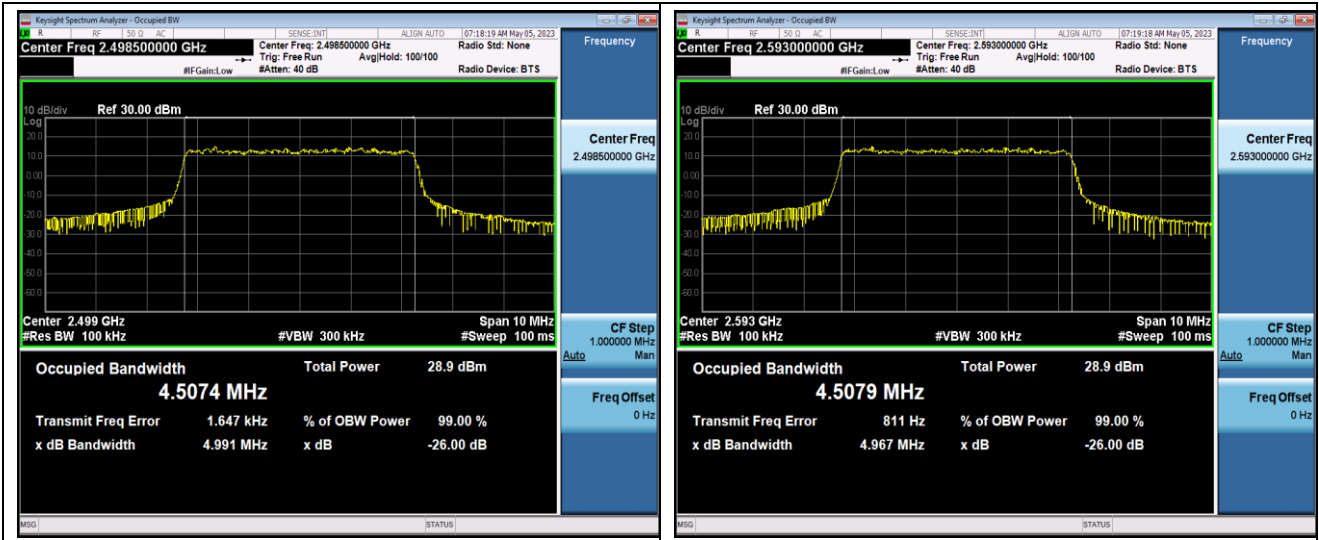 Keysight Spectrum Analyzer - Occupied BW
LXI R RF 50 Ω AC SENSE:INT ALIGN AUTO 07:18:19 AM May 05, 2023
Center Freq 2.498500000 GHz
Center Freq: 2.498500000 GHz Radio Std: None
Trig: Free Run Avg|Hold: 100/100
#IFGain:Low #Atten: 40 dB Radio Device: BTS
10 dB/div Ref 30.00 dBm
Log
20.0
10.0
0.00
-10.0
-20.0
-30.0
-40.0
-50.0
-60.0
Center 2.499 GHz Span 10 MHz
#Res BW 100 kHz #VBW 300 kHz #Sweep 100 ms
Occupied Bandwidth Total Power 28.9 dBm
4.5074 MHz
Transmit Freq Error 1.647 kHz % of OBW Power 99.00 %
x dB Bandwidth 4.991 MHz x dB -26.00 dB
MSG STATUS
Frequency
Center Freq
2.498500000 GHz
CF Step
1.000000 MHz
Auto Man
Freq Offset
0 Hz
Keysight Spectrum Analyzer - Occupied BW
LXI R RF 50 Ω AC SENSE:INT ALIGN AUTO 07:19:18 AM May 05, 2023
Center Freq 2.593000000 GHz
Center Freq: 2.593000000 GHz Radio Std: None
Trig: Free Run Avg|Hold: 100/100
#IFGain:Low #Atten: 40 dB Radio Device: BTS
10 dB/div Ref 30.00 dBm
Log
20.0
10.0
0.00
-10.0
-20.0
-30.0
-40.0
-50.0
-60.0
Center 2.593 GHz Span 10 MHz
#Res BW 100 kHz #VBW 300 kHz #Sweep 100 ms
Occupied Bandwidth Total Power 28.9 dBm
4.5079 MHz
Transmit Freq Error 811 Hz % of OBW Power 99.00 %
x dB Bandwidth 4.967 MHz x dB -26.00 dB
MSG STATUS
Frequency
Center Freq
2.593000000 GHz
CF Step
1.000000 MHz
Auto Man
Freq Offset
0 Hz